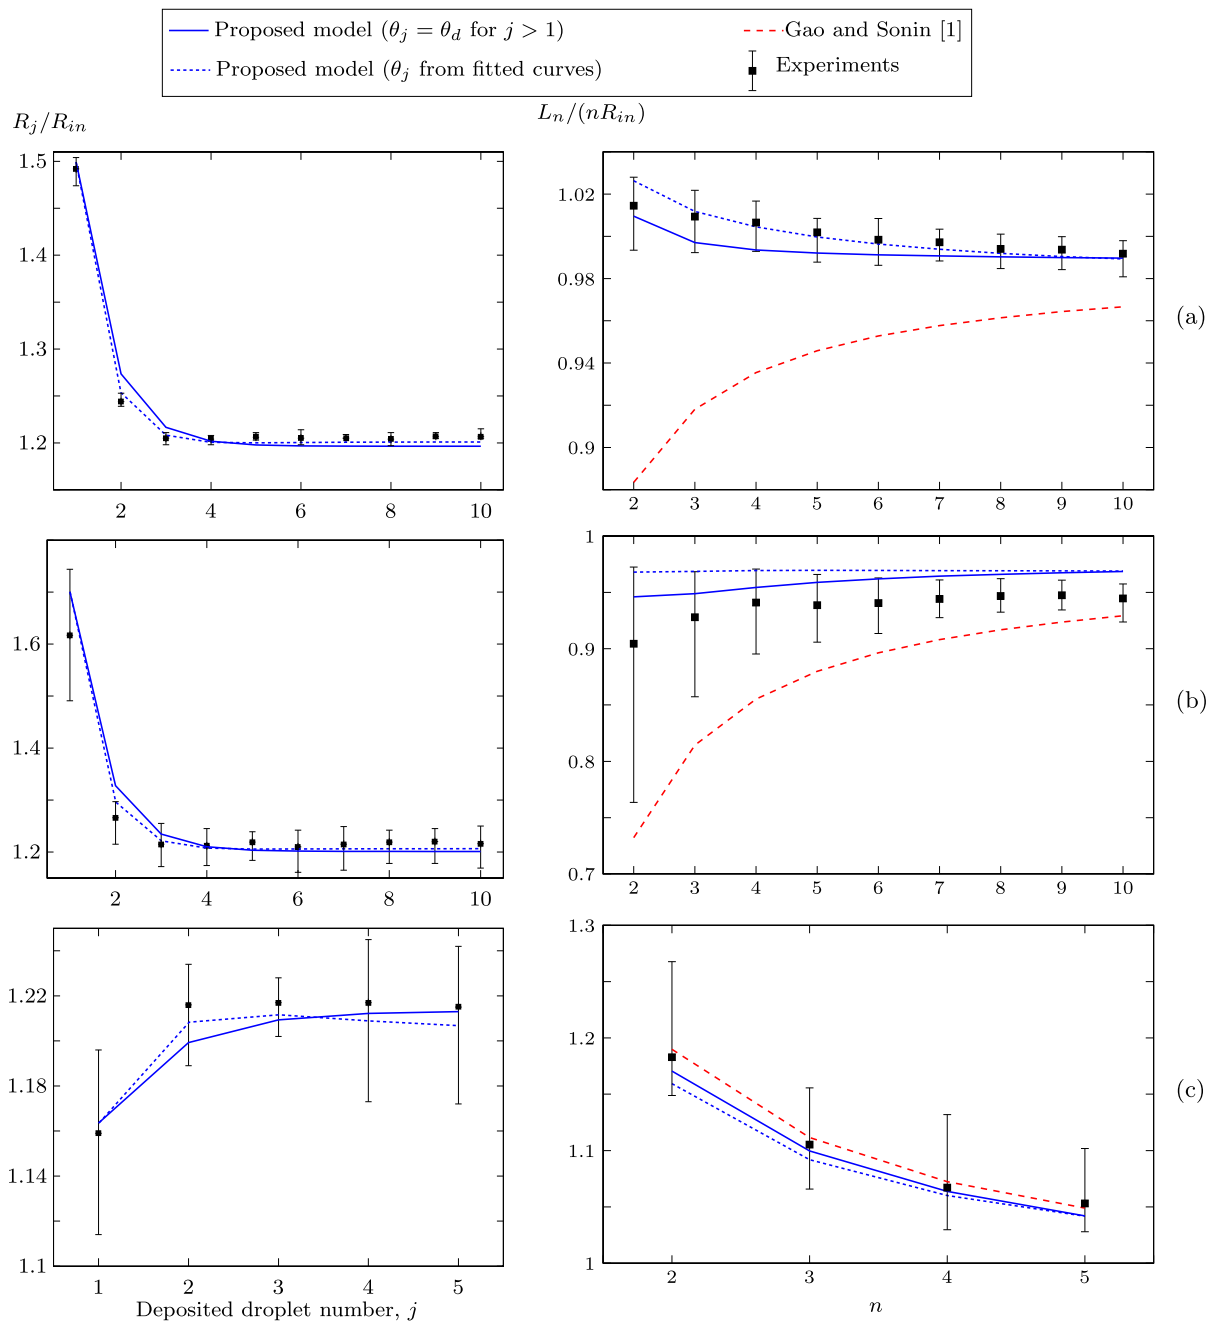 Proposed model (θ_j = θ_d for j > 1)
Gao and Sonin [1]
Proposed model (θ_j from fitted curves)
Experiments
R_j/R_in
L_n/(nR_in)
1.5
1.4
1.3
1.2
2 4 6 8 10
1.02
0.98
0.94
0.9
2 3 4 5 6 7 8 9 10
(a)
1.6
1.4
1.2
2 4 6 8 10
1
0.9
0.8
0.7
2 3 4 5 6 7 8 9 10
(b)
1.22
1.18
1.14
1.1
1 2 3 4 5
Deposited droplet number, j
1.3
1.2
1.1
1
2 3 4 5
n
(c)